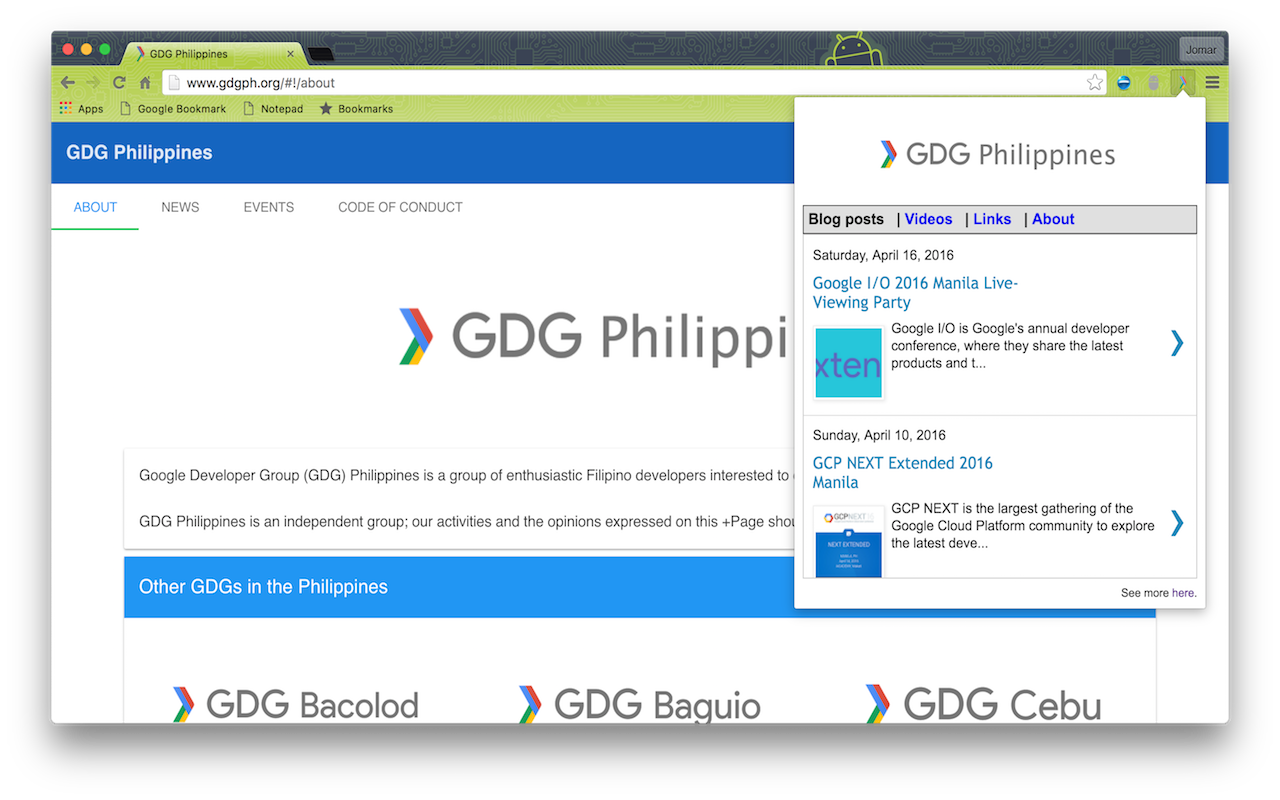 GDG Philippines
Jomar
www.gdgph.org/#!/about
Apps Google Bookmark Notepad Bookmarks
GDG Philippines
ABOUT NEWS EVENTS CODE OF CONDUCT
GDG Philippi
Google Developer Group (GDG) Philippines is a group of enthusiastic Filipino developers interested to
GDG Philippines is an independent group; our activities and the opinions expressed on this +Page shou
Other GDGs in the Philippines
GDG Bacolod
GDG Baguio
GDG Cebu
GDG Philippines
Blog posts | Videos | Links | About
Saturday, April 16, 2016
Google I/O 2016 Manila Live-
Viewing Party
xten
Google I/O is Google's annual developer
conference, where they share the latest
products and t...
Sunday, April 10, 2016
GCP NEXT Extended 2016
Manila
GCPNEXT
NEXT EXTENDED
GCP NEXT is the largest gathering of the
Google Cloud Platform community to explore
the latest deve...
See more here.